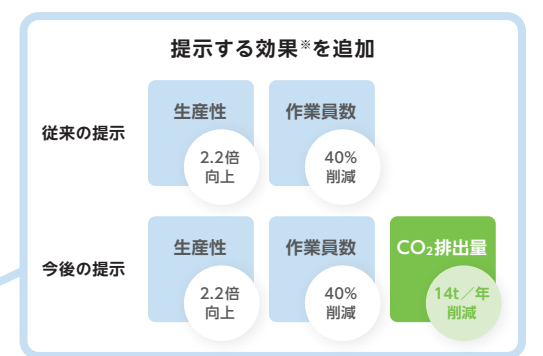 提示する効果※を追加
従来の提示
生産性
2.2倍
向上
作業員数
40%
削減
今後の提示
生産性
2.2倍
向上
作業員数
40%
削減
CO₂排出量
14t／年
削減